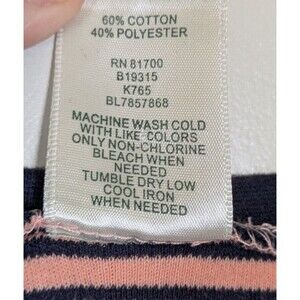 60% COTTON
40% POLYESTER
RN 81700
B19315
K765
BL7857868
MACHINE WASH COLD
WITH LIKE COLORS
ONLY NON-CHLORINE
BLEACH WHEN
NEEDED
TUMBLE DRY LOW
COOL IRON
WHEN NEEDED